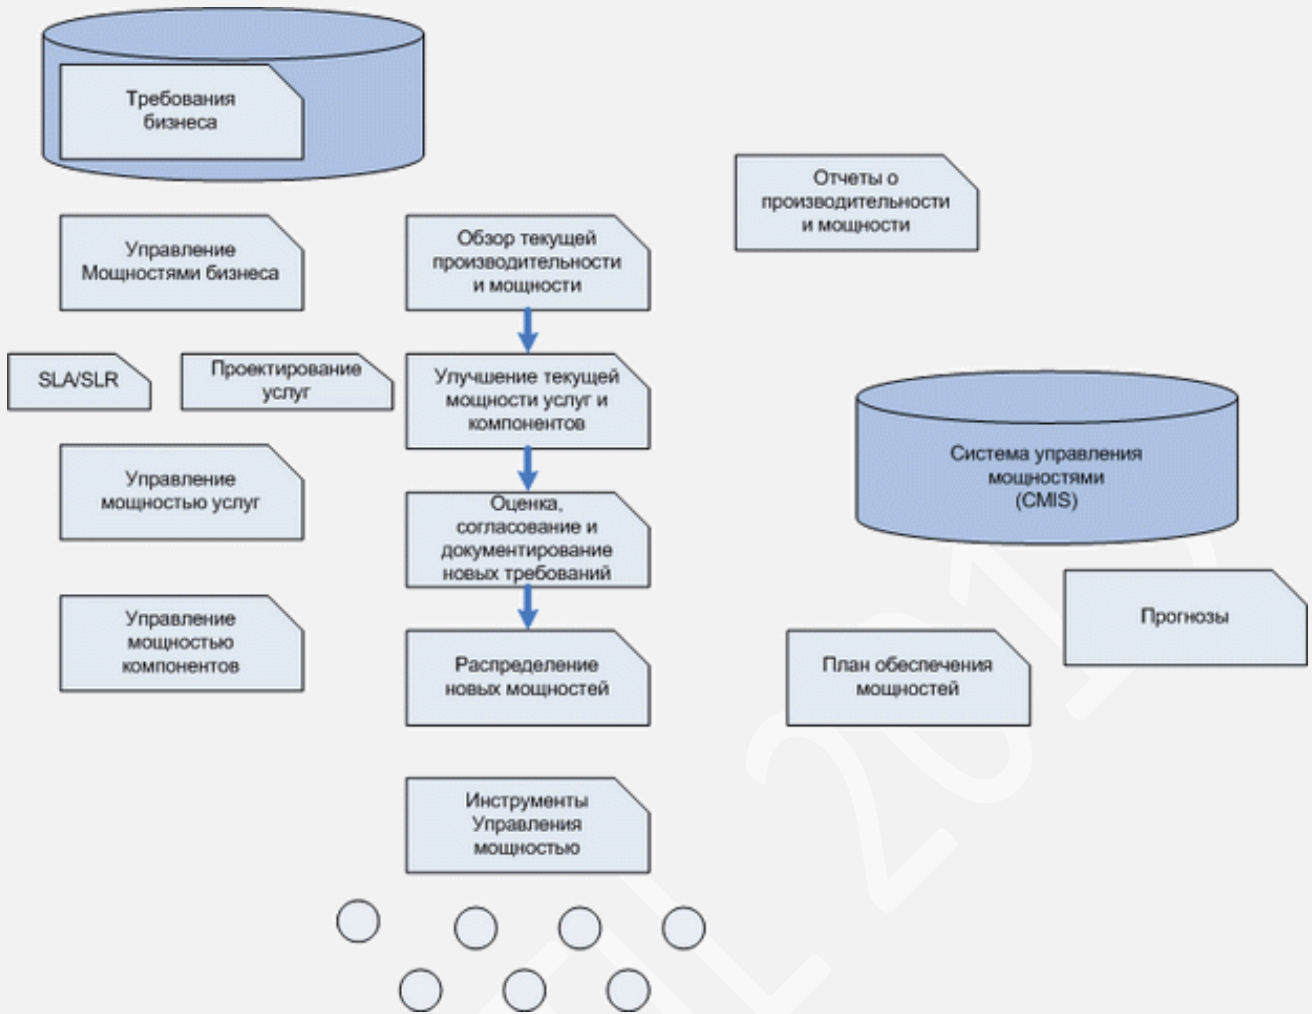 Требования
бизнеса
Отчеты о
производительности
и мощности
Управление
Мощностями бизнеса
Обзор текущей
производительности
и мощности
SLA/SLR
Проектирование
услуг
Улучшение текущей
мощности услуг и
компонентов
Система управления
мощностями
(CMIS)
Управление
мощностью услуг
Оценка,
согласование и
документирование
новых требований
Прогнозы
Управление
мощностью
компонентов
Распределение
новых мощностей
План обеспечения
мощностей
Инструменты
Управления
мощностью